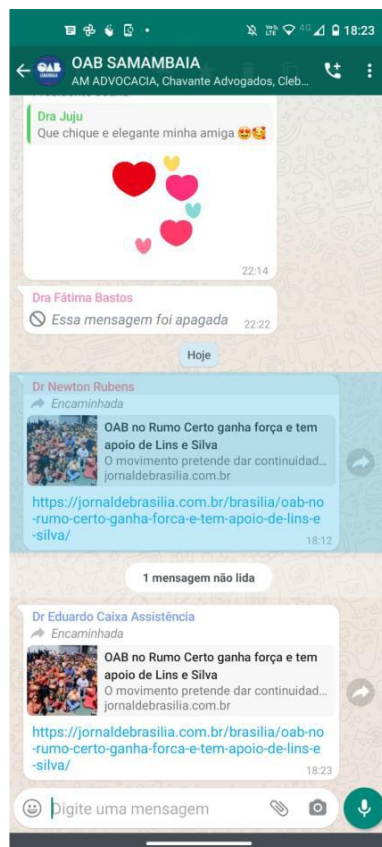 18:23
OAB SAMAMBAIA
AM ADVOCACIA, Chavante Advogados, Cleb...
Dra Juju
Que chique e elegante minha amiga 😍🥰
22:14
Dra Fátima Bastos
Essa mensagem foi apagada 22:22
Hoje
Dr Newton Rubens
Encaminhada
OAB no Rumo Certo ganha força e tem
apoio de Lins e Silva
O movimento pretende dar continuidad...
jornaldebrasilia.com.br
https://jornaldebrasilia.com.br/brasilia/oab-no
-rumo-certo-ganha-forca-e-tem-apoio-de-lins-e
-silva/
18:12
1 mensagem não lida
Dr Eduardo Caixa Assistência
Encaminhada
OAB no Rumo Certo ganha força e tem
apoio de Lins e Silva
O movimento pretende dar continuidad...
jornaldebrasilia.com.br
https://jornaldebrasilia.com.br/brasilia/oab-no
-rumo-certo-ganha-forca-e-tem-apoio-de-lins-e
-silva/
18:23
Digite uma mensagem